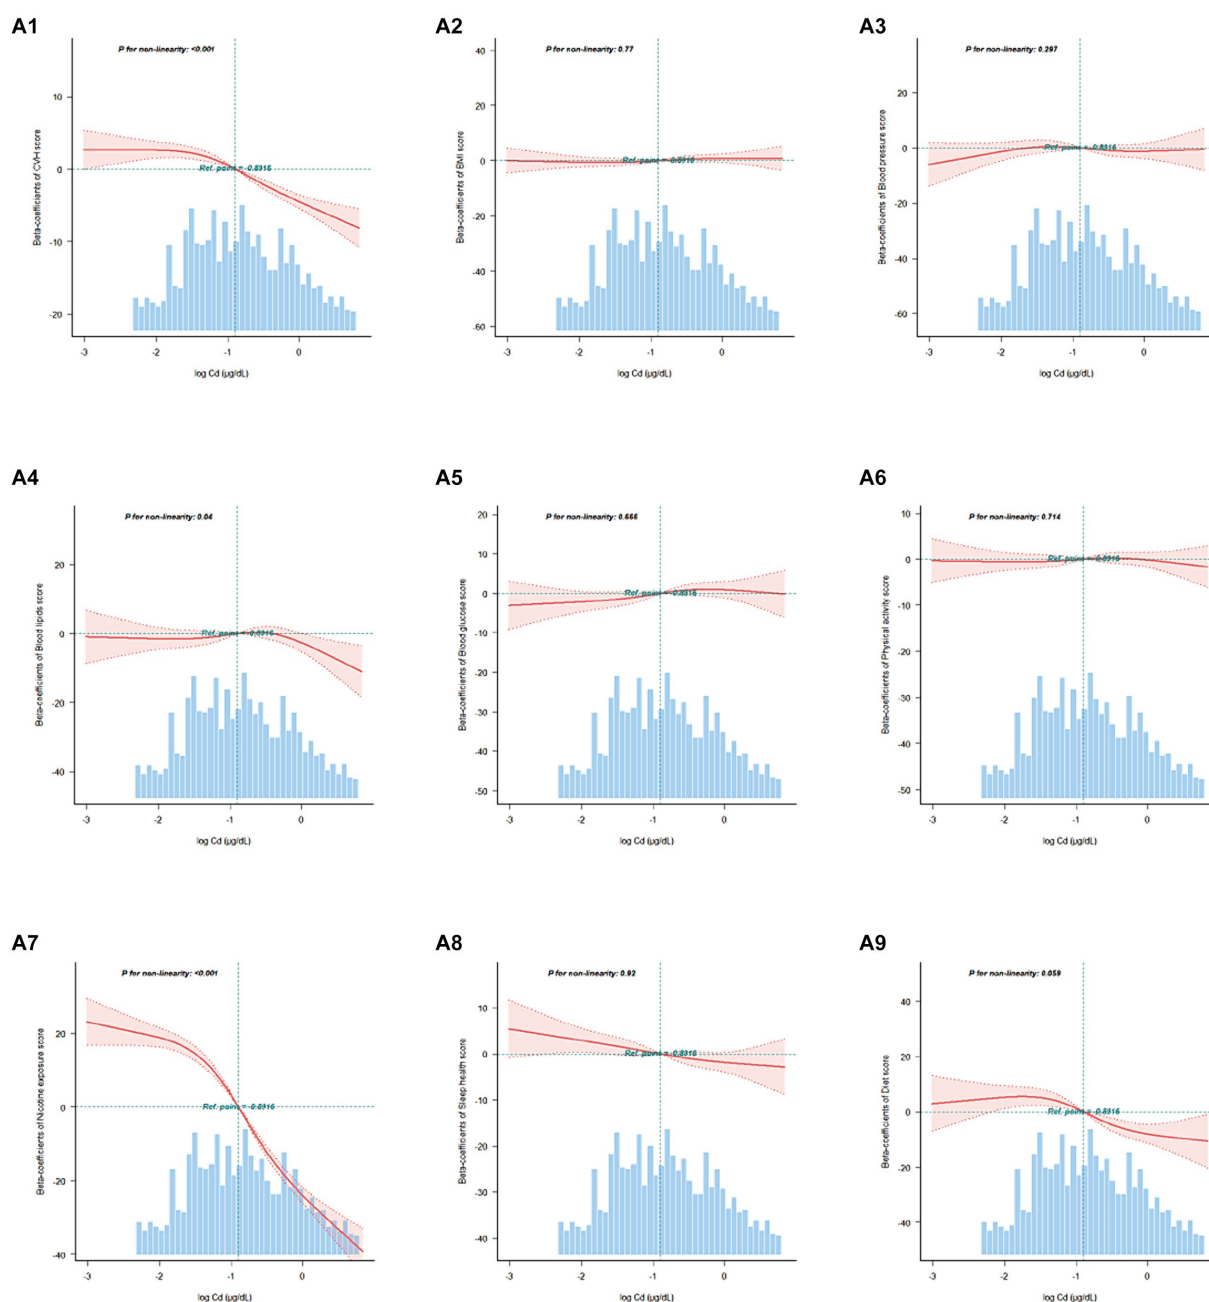 A1
P for non-linearity: <0.001
Beta-coefficients of CVH score
10
0
-10
-20
Ref. point = -0.8916
-3
-2
-1
0
log Cd (μg/dL)
A2
P for non-linearity: 0.77
Beta-coefficients of BMI score
40
20
0
-20
-40
-60
Ref. point = -0.8916
-3
-2
-1
0
log Cd (μg/dL)
A3
P for non-linearity: 0.297
Beta-coefficients of Blood pressure score
20
0
-20
-40
-60
Ref. point = -0.8916
-3
-2
-1
0
log Cd (μg/dL)
A4
P for non-linearity: 0.04
Beta-coefficients of Blood lipids score
20
0
-20
-40
Ref. point = -0.8916
-3
-2
-1
0
log Cd (μg/dL)
A5
P for non-linearity: 0.666
Beta-coefficients of Blood glucose score
20
10
0
-10
-20
-30
-40
-50
Ref. point = -0.8916
-3
-2
-1
0
log Cd (μg/dL)
A6
P for non-linearity: 0.714
Beta-coefficients of Physical activity score
10
0
-10
-20
-30
-40
-50
Ref. point = -0.8916
-3
-2
-1
0
log Cd (μg/dL)
A7
P for non-linearity: <0.001
Beta-coefficients of Nicotine exposure score
20
0
-20
-40
Ref. point = -0.8916
-3
-2
-1
0
log Cd (μg/dL)
A8
P for non-linearity: 0.92
Beta-coefficients of Sleep health score
10
0
-10
-20
-30
-40
Ref. point = -0.8916
-3
-2
-1
0
log Cd (μg/dL)
A9
P for non-linearity: 0.059
Beta-coefficients of Diet score
40
20
0
-20
-40
Ref. point = -0.8916
-3
-2
-1
0
log Cd (μg/dL)